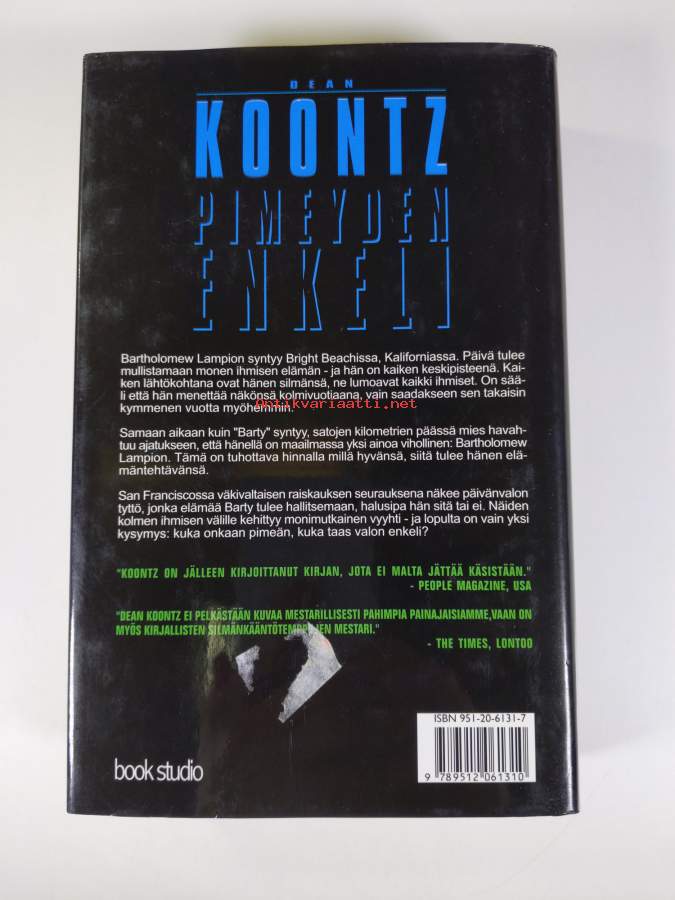 DEAN
KOONTZ
PIMEYDEN
ENKELI
Bartholomew Lampion syntyy Bright Beachissa, Kaliforniassa. Päivä tulee
mullistamaan monen ihmisen elämän - ja hän on kaiken keskipisteenä. Kai-
ken lähtökohtana ovat hänen silmänsä, ne lumoavat kaikki ihmiset. On sää-
li että hän menettää näkönsä kolmivuotiaana, vain saadakseen sen takaisin
kymmenen vuotta myöhemmin.
Antikvariaatti.net
Samaan aikaan kuin "Barty" syntyy, satojen kilometrien päässä mies havah-
tuu ajatukseen, että hänellä on maailmassa yksi ainoa vihollinen: Bartholomew
Lampion. Tämä on tuhottava hinnalla millä hyvänsä, siitä tulee hänen elä-
mäntehtävänsä.
San Franciscossa väkivaltaisen raiskauksen seurauksena näkee päivänvalon
tyttö, jonka elämää Barty tulee hallitsemaan, halusipa hän sitä tai ei. Näiden
kolmen ihmisen välille kehittyy monimutkainen vyyhti - ja lopulta on vain yksi
kysymys: kuka onkaan pimeän, kuka taas valon enkeli?
"KOONTZ ON JÄLLEEN KIRJOITTANUT KIRJAN, JOTA EI MALTA JÄTTÄÄ KÄSISTÄÄN."
- PEOPLE MAGAZINE, USA
"DEAN KOONTZ EI PELKÄSTÄÄN KUVAA MESTARILLISESTI PAHIMPIA PAINAJAISIAMME,VAAN ON
MYÖS KIRJALLISTEN MESTARI."
- THE TIMES, LONTOO
ISBN 951-20-6131-7
9 789512 061310
book studio